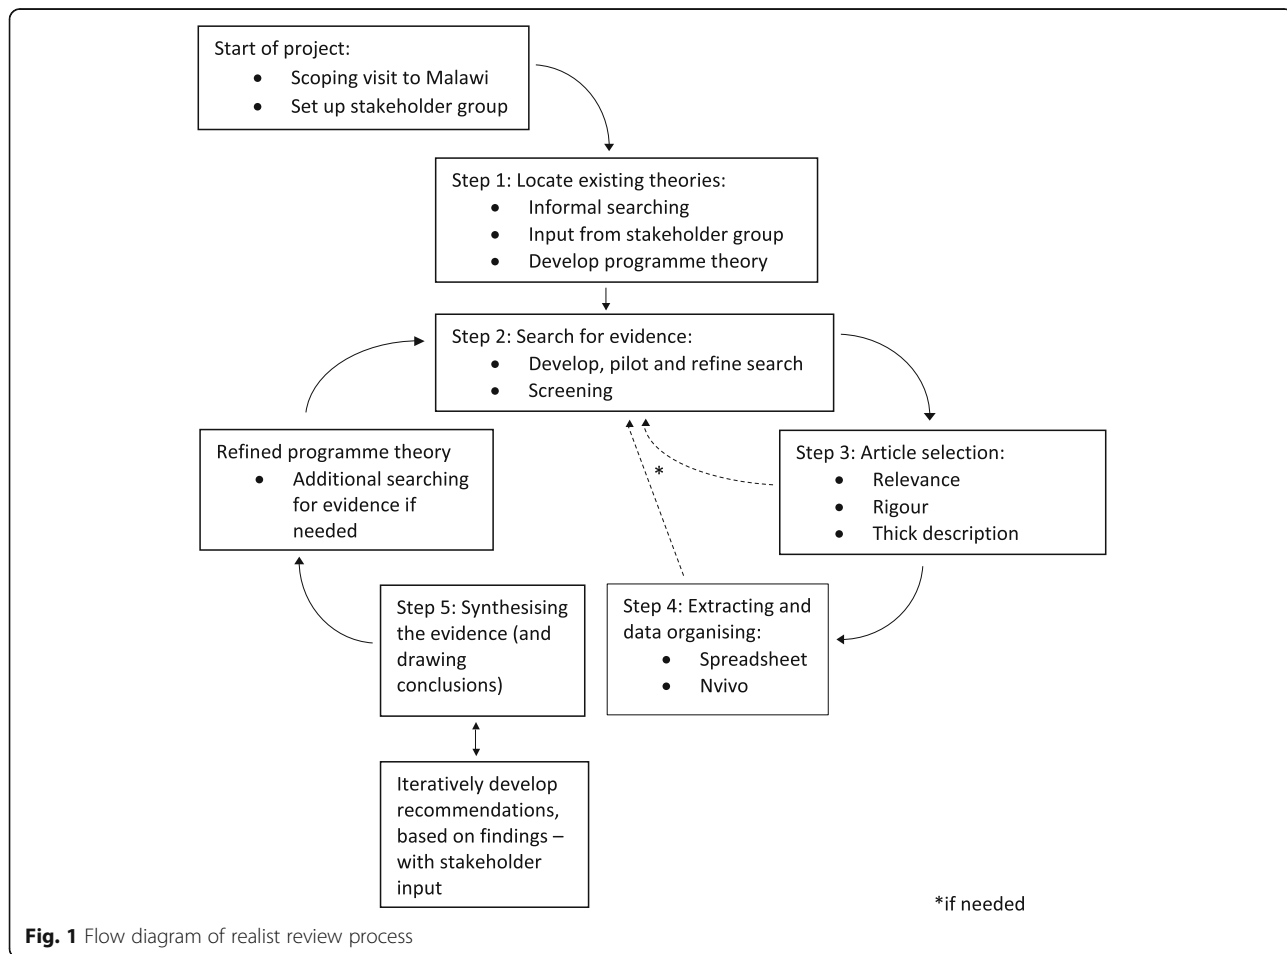 Start of project:
● Scoping visit to Malawi
● Set up stakeholder group
Step 1: Locate existing theories:
● Informal searching
● Input from stakeholder group
● Develop programme theory
Step 2: Search for evidence:
● Develop, pilot and refine search
● Screening
Refined programme theory
● Additional searching
for evidence if
needed
*
Step 3: Article selection:
● Relevance
● Rigour
● Thick description
Step 5: Synthesising
the evidence (and
drawing
conclusions)
Step 4: Extracting and
data organising:
● Spreadsheet
● Nvivo
Iteratively develop
recommendations,
based on findings –
with stakeholder
input
*if needed
Fig. 1 Flow diagram of realist review process